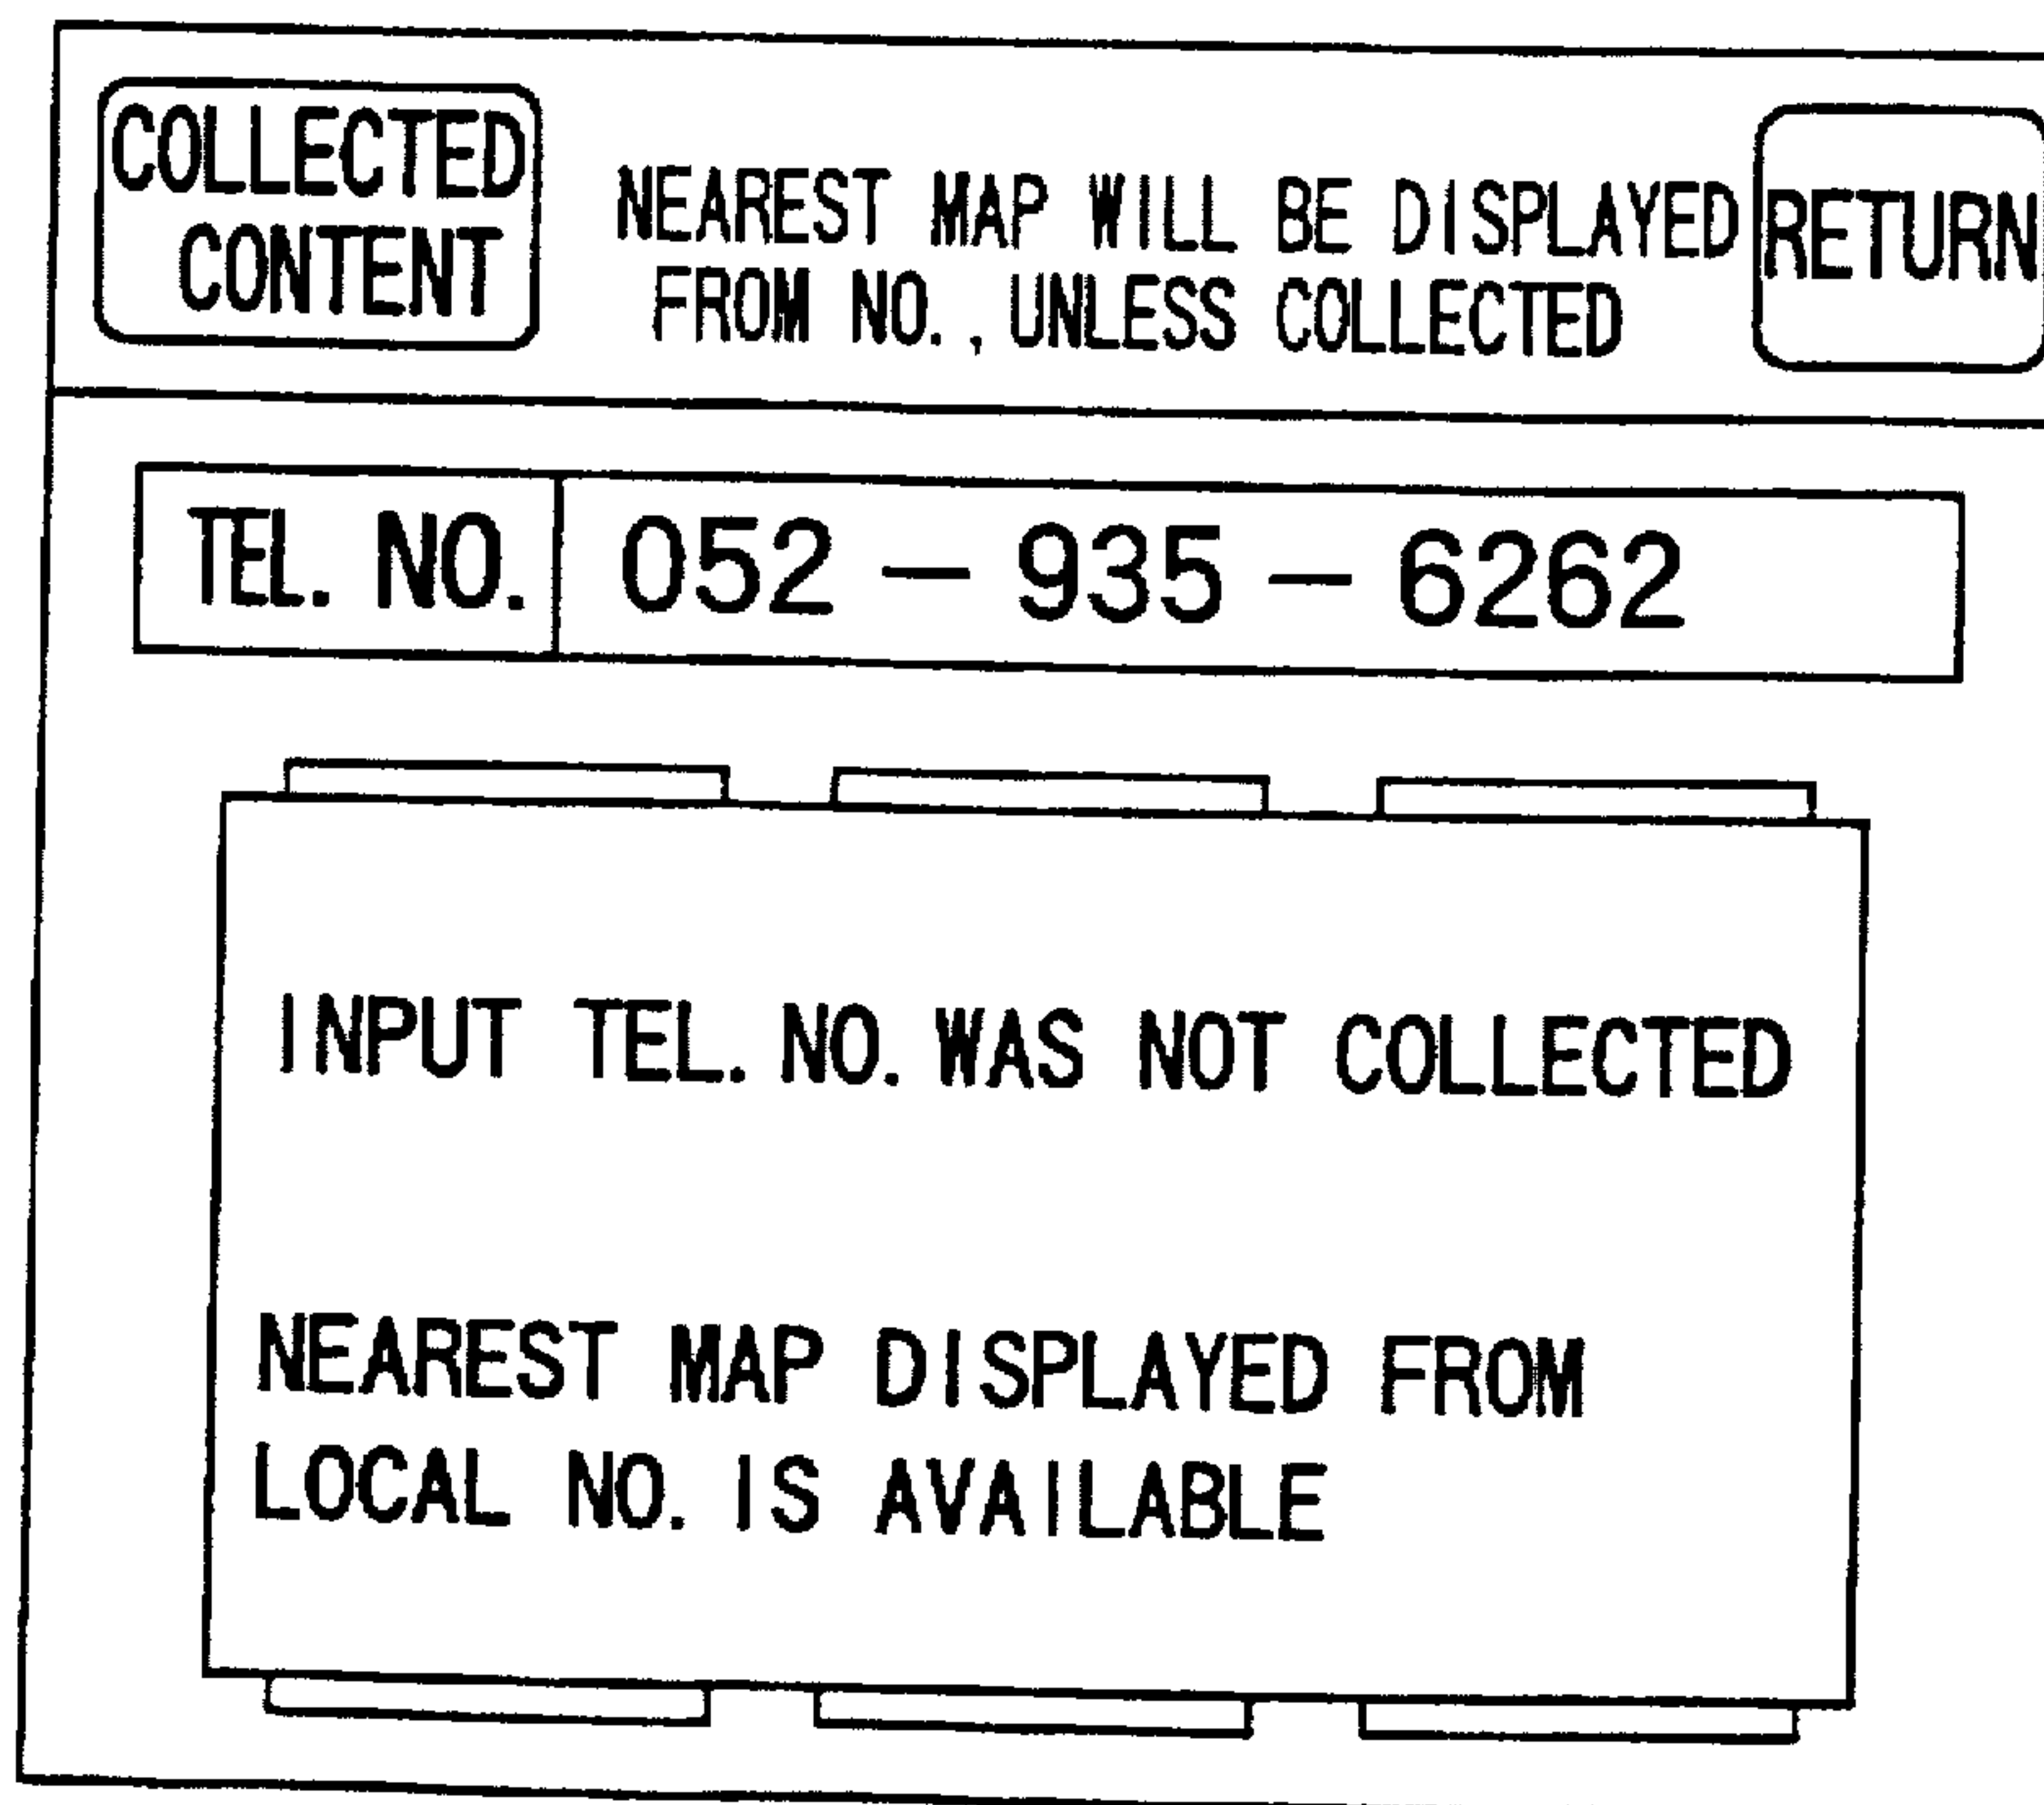 COLLECTED
CONTENT
NEAREST MAP WILL BE DISPLAYED
FROM NO., UNLESS COLLECTED
RETURN
TEL. NO. 052 - 935 - 6262
INPUT TEL. NO. WAS NOT COLLECTED
NEAREST MAP DISPLAYED FROM
LOCAL NO. IS AVAILABLE